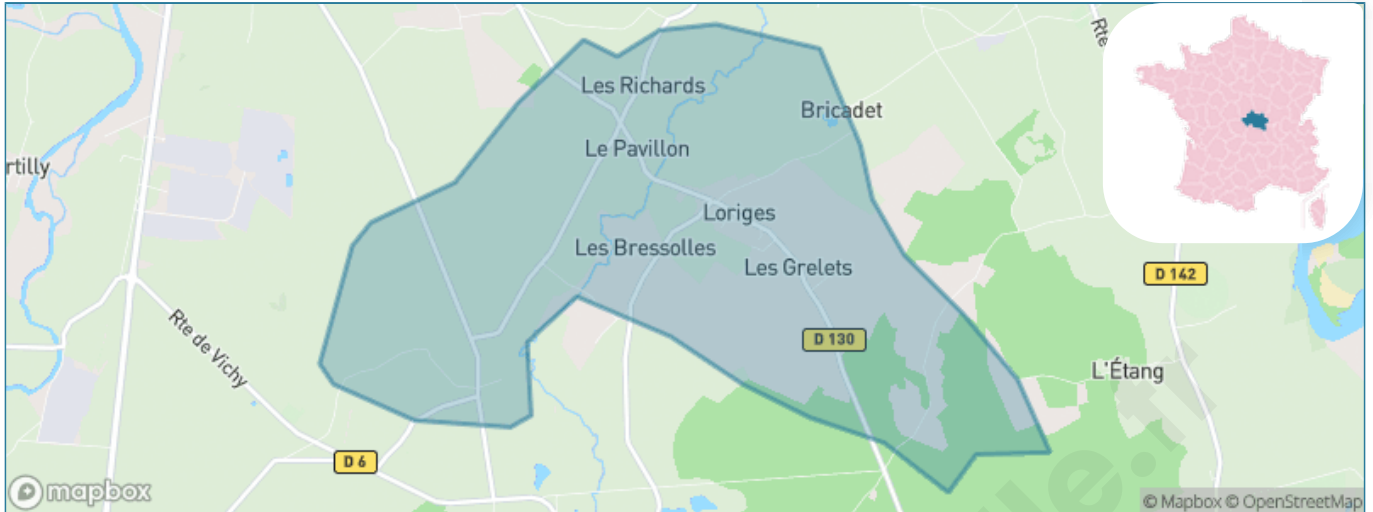 Rte
Les Richards
Bricadet
Le Pavillon
rtilly
Loriges
Les Bressolles
Les Grelets
D 142
Rte de Vichy
D 130
L'Étang
D 6
mapbox
© Mapbox © OpenStreetMap